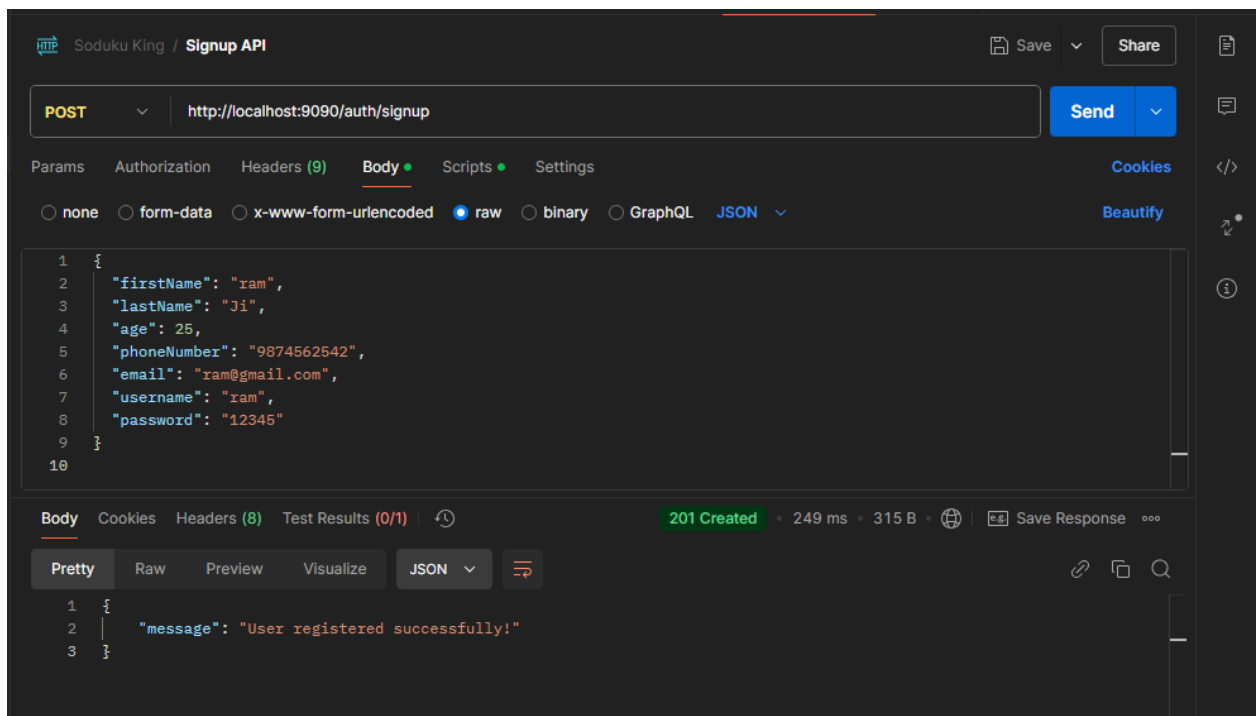 HTTP Soduku King / Signup API Save Share
POST http://localhost:9090/auth/signup Send
Params Authorization Headers (9) Body Scripts Settings Cookies
none form-data x-www-form-urlencoded raw binary GraphQL JSON Beautify
1 {
2 "firstName": "ram",
3 "lastName": "Ji",
4 "age": 25,
5 "phoneNumber": "9874562542",
6 "email": "ram@gmail.com",
7 "username": "ram",
8 "password": "12345"
9 }
10
Body Cookies Headers (8) Test Results (0/1) 201 Created • 249 ms • 315 B • e.g. Save Response
Pretty Raw Preview Visualize JSON
1 {
2 "message": "User registered successfully!"
3 }